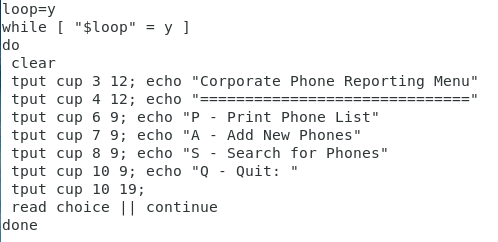 loop=y
while [ "$loop" = y ]
do
 clear
 tput cup 3 12; echo "Corporate Phone Reporting Menu"
 tput cup 4 12; echo "=============================="
 tput cup 6 9; echo "P - Print Phone List"
 tput cup 7 9; echo "A - Add New Phones"
 tput cup 8 9; echo "S - Search for Phones"
 tput cup 10 9; echo "Q - Quit: "
 tput cup 10 19;
 read choice || continue
done